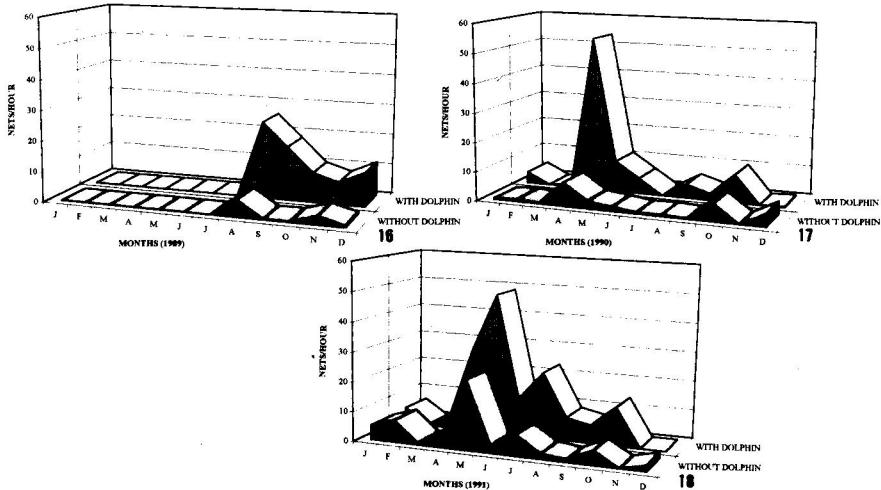 60
50
40
30
20
10
0
NETS/HOUR
J F M A M J J A S O N D
MONTHS (1989)
WITH DOLPHIN
WITHOUT DOLPHIN
16
60
50
40
30
20
10
0
NETS/HOUR
J F M A M J J A S O N D
MONTHS (1990)
WITH DOLPHIN
WITHOUT DOLPHIN
17
60
50
40
30
20
10
0
NETS/HOUR
J F M A M J J A S O N D
MONTHS (1991)
WITH DOLPHIN
WITHOUT DOLPHIN
18